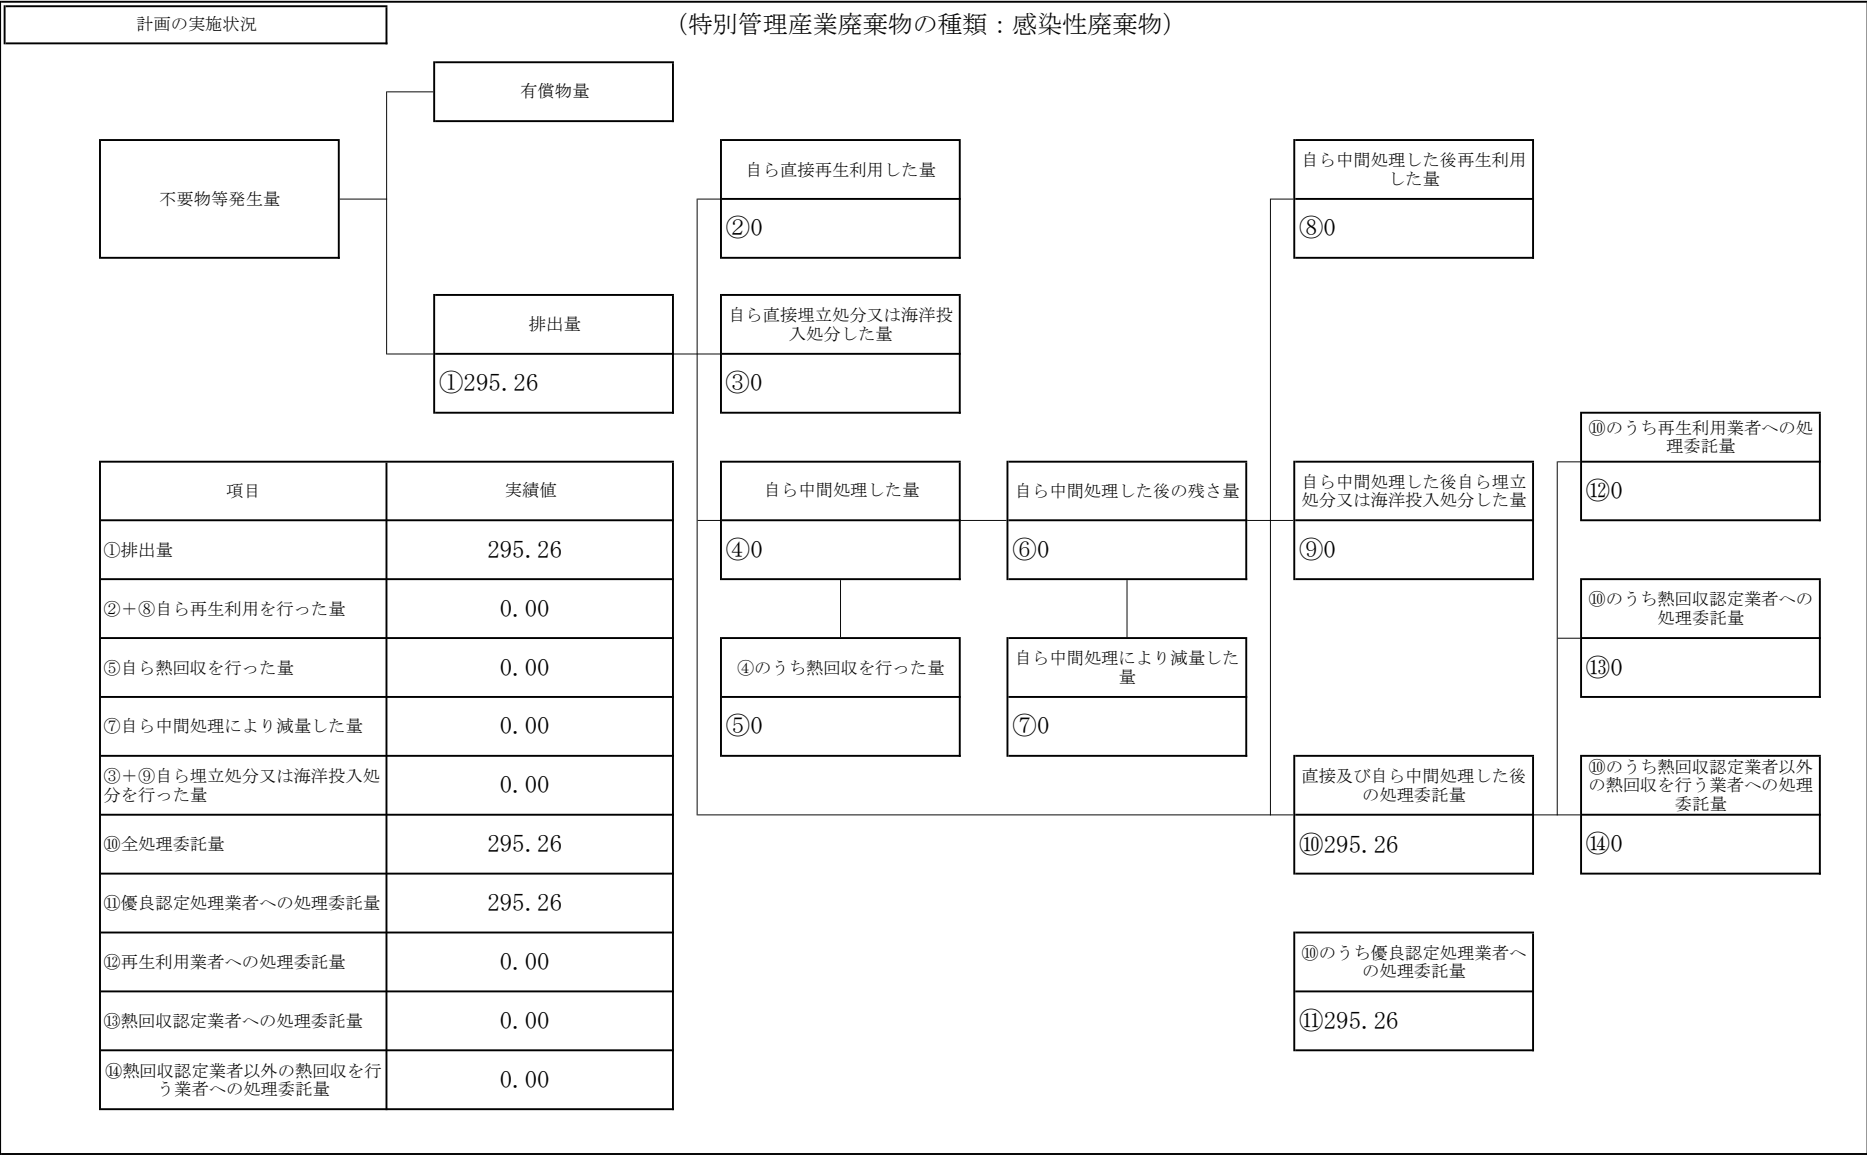 計画の実施状況
（特別管理産業廃棄物の種類：感染性廃棄物）
有償物量
不要物等発生量
自ら直接再生利用した量
②0
自ら中間処理した後再生利用
した量
⑧0
排出量
①295.26
自ら直接埋立処分又は海洋投
入処分した量
③0
⑩のうち再生利用業者への処
理委託量
⑫0
自ら中間処理した量
④0
自ら中間処理した後の残さ量
⑥0
自ら中間処理した後自ら埋立
処分又は海洋投入処分した量
⑨0
⑩のうち熱回収認定業者への
処理委託量
⑬0
④のうち熱回収を行った量
⑤0
自ら中間処理により減量した
量
⑦0
直接及び自ら中間処理した後
の処理委託量
⑩295.26
⑩のうち熱回収認定業者以外
の熱回収を行う業者への処理
委託量
⑭0
⑩のうち優良認定処理業者へ
の処理委託量
⑪295.26
項目 実績値
①排出量 295.26
②＋⑧自ら再生利用を行った量 0.00
⑤自ら熱回収を行った量 0.00
⑦自ら中間処理により減量した量 0.00
③＋⑨自ら埋立処分又は海洋投入処
分を行った量 0.00
⑩全処理委託量 295.26
⑪優良認定処理業者への処理委託量 295.26
⑫再生利用業者への処理委託量 0.00
⑬熱回収認定業者への処理委託量 0.00
⑭熱回収認定業者以外の熱回収を行
う業者への処理委託量 0.00